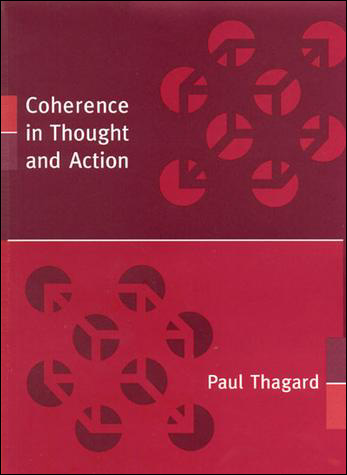 Coherence
in Thought
and Action
Paul Thagard